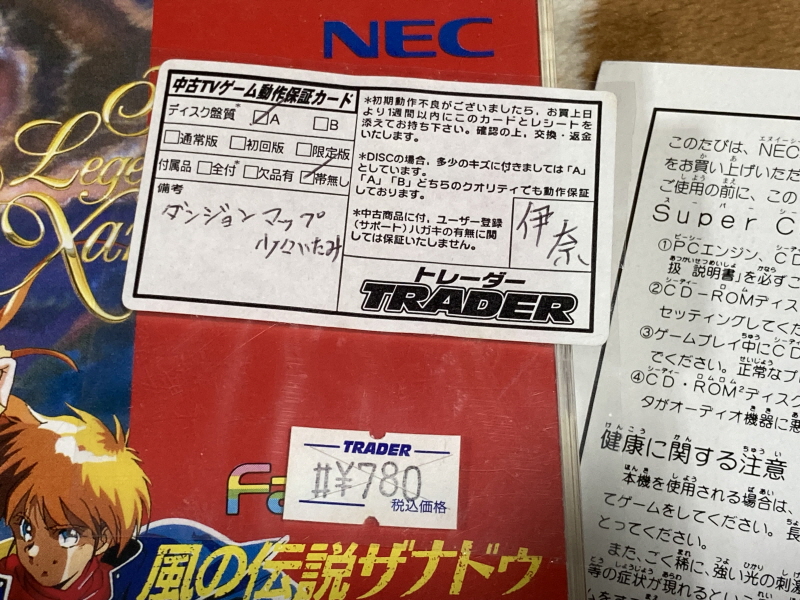 NEC
中古TVゲーム動作保証カード
ディスク盤質* ☑A □B
□通常版 □初回版 □限定版
付属品 □全付* □欠品有 ☑帯無し
備考
ダンジョンマップ
少々いたみ
*初期動作不良がございましたら、お買上日
より1週間以内にこのカードとレシートを
添えてお持ち下さい。確認の上，交換・返金
いたします。
*DISCの場合，多少のキズに付きましては「A」
としています。
「A」「B」どちらのクオリティでも動作保証
しております。
*中古商品に付，ユーザー登録
(サポート)ハガキの有無に関
しては保証いたしません。
伊奈
トレーダー
TRADER
Lege
Xan
TRADER
#¥780
税込価格
Fa
風の伝説ザナドゥ
このたびは、NEC
をお買い上げいただ
ご使用の前に、この
Super C
①PCエンジン、CD
扱説明書」を必ずこ
②CD-ROMディス
セッティングしてくだ
③ゲームプレイ中にCD
でください。正常なプ
④CD・ROM²ディスク
タがオーディオ機器に悪
健康に関する注意
本機を使用される場合は、
てゲームをしてください。長
とってください。
また、ごく稀に、強い光の刺激
等の症状が現れるという